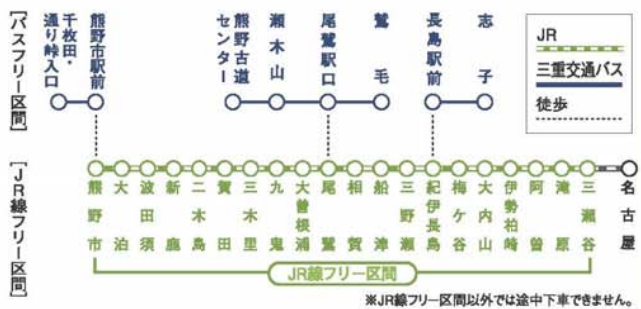 [バスフリー区間]
千枚田・
通り峠入口
熊野市駅前
熊野古道
センター
瀬木山
尾鷲駅口
鷲毛
長島駅前
志子
JR
三重交通バス
徒歩
[JR線フリー区間]
熊野市
大泊
波田須
新鹿
二木島
賀田
三木里
九鬼
大曽根浦
尾鷲
相賀
船津
三野瀬
紀伊長島
梅ケ谷
大内山
伊勢柏崎
阿曽
滝原
三瀬谷
名古屋
JR線フリー区間
※JR線フリー区間以外では途中下車できません。